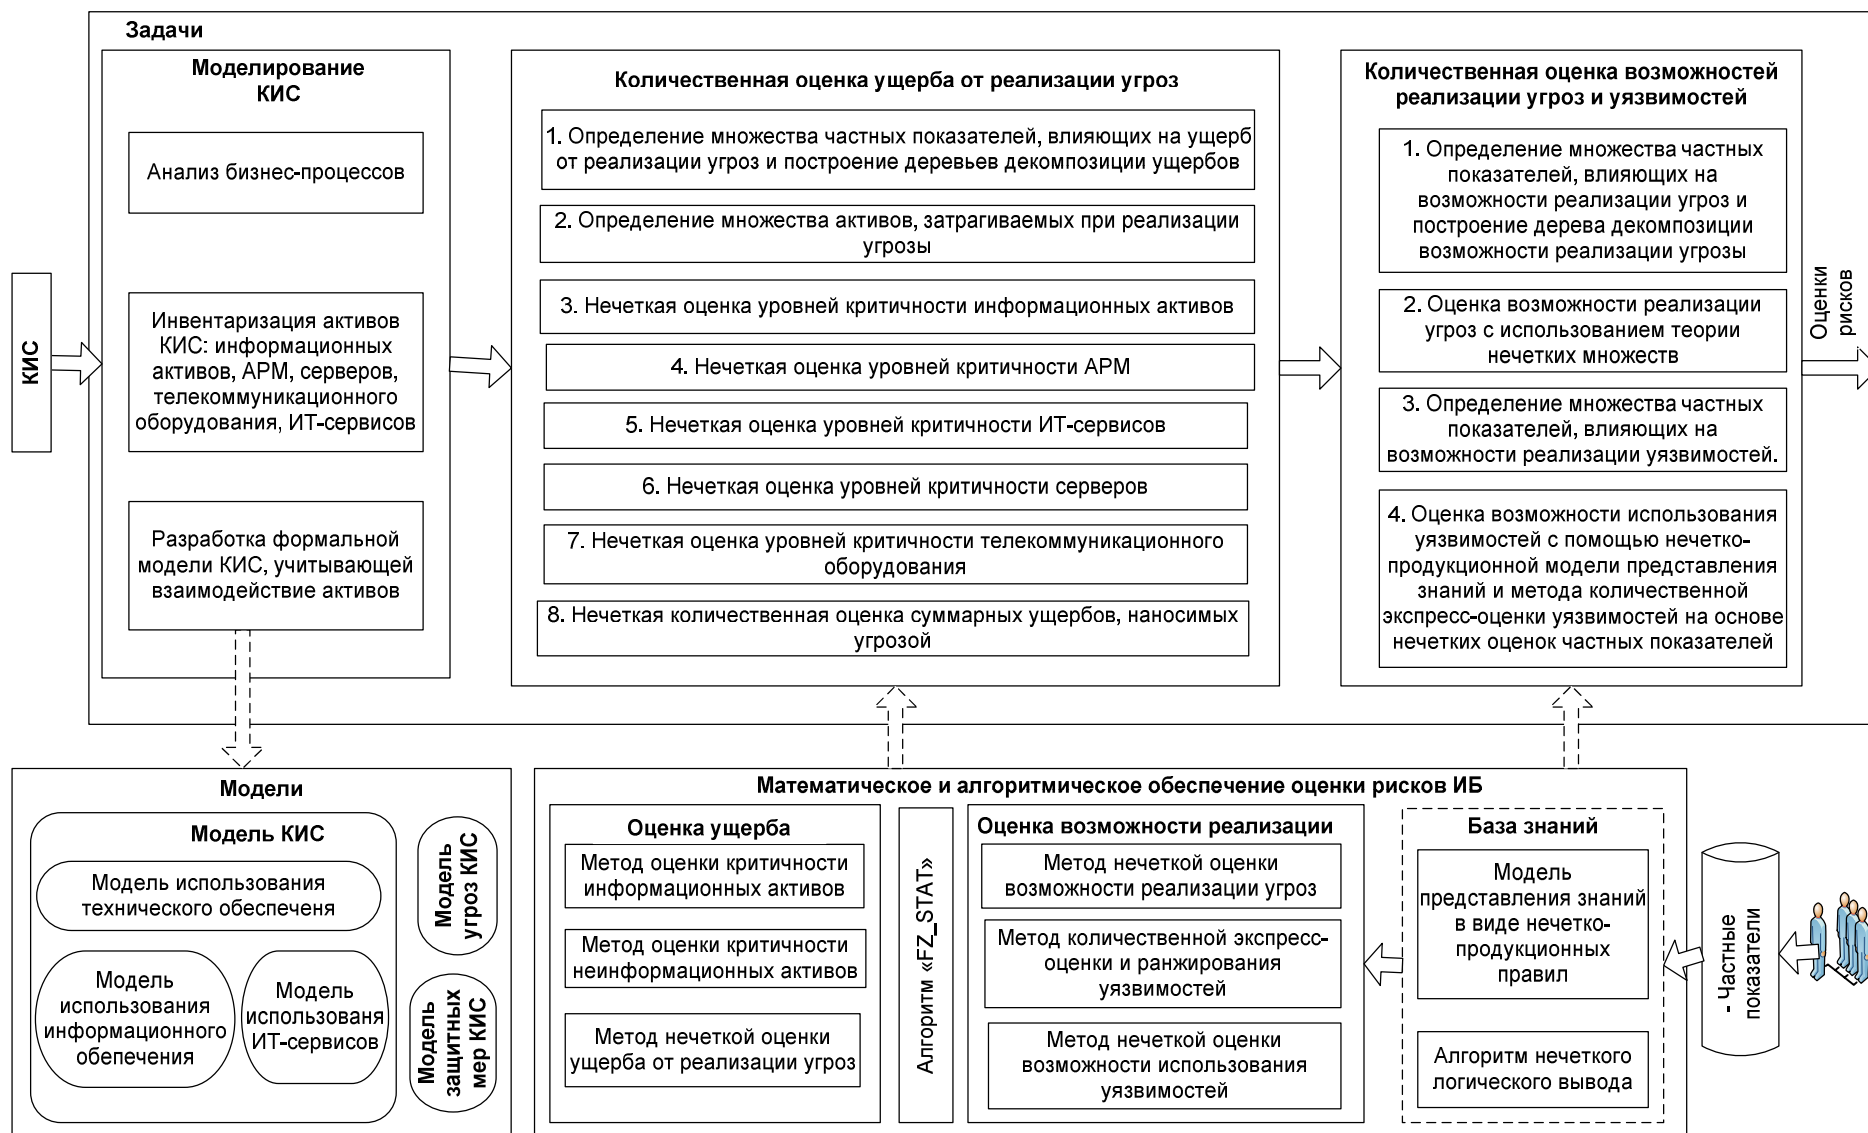 Задачи
КИС
Моделирование
КИС
Анализ бизнес-процессов
Инвентаризация активов
КИС: информационных
активов, АРМ, серверов,
телекоммуникационного
оборудования, ИТ-сервисов
Разработка формальной
модели КИС, учитывающей
взаимодействие активов
Количественная оценка ущерба от реализации угроз
1. Определение множества частных показателей, влияющих на ущерб
от реализации угроз и построение деревьев декомпозиции ущербов
2. Определение множества активов, затрагиваемых при реализации
угрозы
3. Нечеткая оценка уровней критичности информационных активов
4. Нечеткая оценка уровней критичности АРМ
5. Нечеткая оценка уровней критичности ИТ-сервисов
6. Нечеткая оценка уровней критичности серверов
7. Нечеткая оценка уровней критичности телекоммуникационного
оборудования
8. Нечеткая количественная оценка суммарных ущербов, наносимых
угрозой
Количественная оценка возможностей
реализации угроз и уязвимостей
1. Определение множества частных
показателей, влияющих на
возможности реализации угроз и
построение дерева декомпозиции
возможности реализации угрозы
2. Оценка возможности реализации
угроз с использованием теории
нечетких множеств
3. Определение множества частных
показателей, влияющих на
возможности реализации уязвимостей.
4. Оценка возможности использования
уязвимостей с помощью нечетко-
продукционной модели представления
знаний и метода количественной
экспресс-оценки уязвимостей на основе
нечетких оценок частных показателей
Оценки
рисков
Модели
Модель КИС
Модель использования
технического обеспеченя
Модель
использования
информационного
обепечения
Модель
использованя
ИТ-сервисов
Модель
угроз КИС
Модель
защитных
мер КИС
Математическое и алгоритмическое обеспечение оценки рисков ИБ
Оценка ущерба
Метод оценки критичности
информационных активов
Метод оценки критичности
неинформационных активов
Метод нечеткой оценки
ущерба от реализации угроз
Алгоритм «FZ_STAT»
Оценка возможности реализации
Метод нечеткой оценки
возможности реализации угроз
Метод количественной экспресс-
оценки и ранжирования
уязвимостей
Метод нечеткой оценки
возможности использования
уязвимостей
База знаний
Модель
представления знаний
в виде нечетко-
продукционных
правил
Алгоритм нечеткого
логического вывода
- Частные
показатели